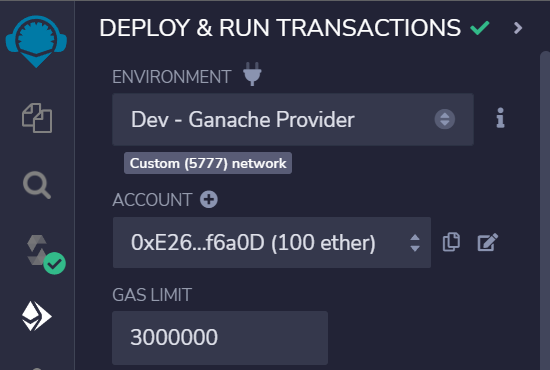 DEPLOY & RUN TRANSACTIONS
ENVIRONMENT
Dev - Ganache Provider
Custom (5777) network
ACCOUNT
0xE26...f6a0D (100 ether)
GAS LIMIT
3000000